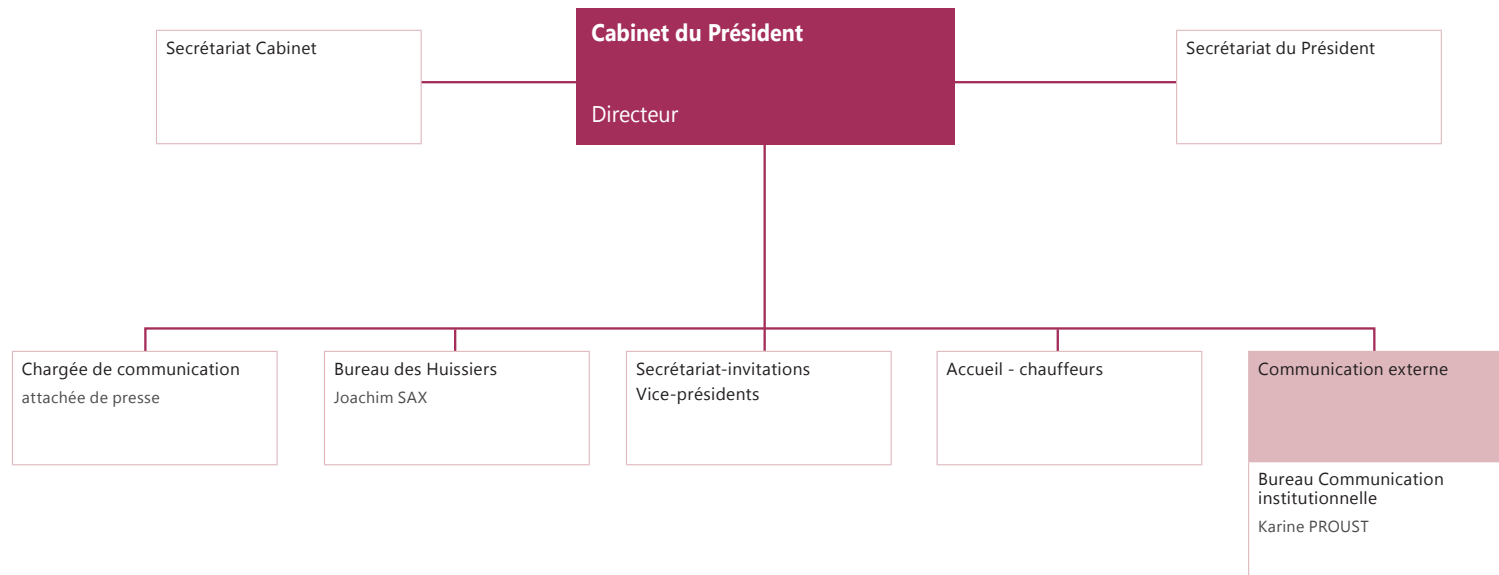 Cabinet du Président
Directeur
Secrétariat Cabinet
Secrétariat du Président
Chargée de communication
attachée de presse
Bureau des Huissiers
Joachim SAX
Secrétariat-invitations
Vice-présidents
Accueil - chauffeurs
Communication externe
Bureau Communication
institutionnelle
Karine PROUST